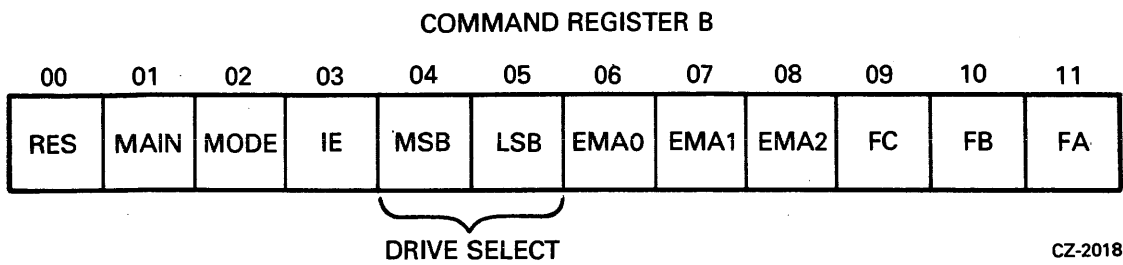 COMMAND REGISTER B
00 01 02 03 04 05 06 07 08 09 10 11
RES MAIN MODE IE MSB LSB EMA0 EMA1 EMA2 FC FB FA
DRIVE SELECT
CZ-2018